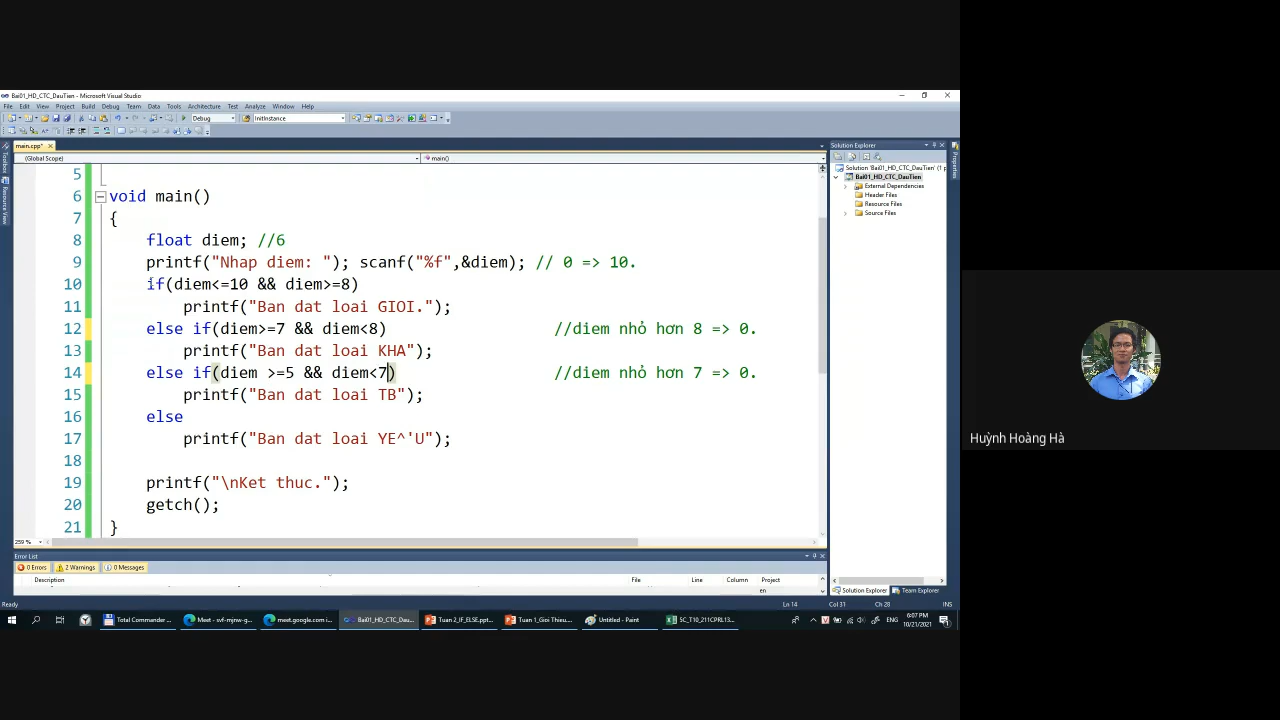 Bai01_HD_CTC_DauTien - Microsoft Visual Studio
File Edit View Project Build Debug Team Data Tools Architecture Test Analyze Window Help
Debug InitInstance
main.cpp*
(Global Scope) main()
5
6 void main()
7 {
8 float diem; //6
9 printf("Nhap diem: "); scanf("%f",&diem); // 0 => 10.
10 if(diem<=10 && diem>=8)
11 printf("Ban dat loai GIOI.");
12 else if(diem>=7 && diem<8) //diem nhỏ hơn 8 => 0.
13 printf("Ban dat loai KHA");
14 else if(diem >=5 && diem<7) //diem nhỏ hơn 7 => 0.
15 printf("Ban dat loai TB");
16 else
17 printf("Ban dat loai YE^'U");
18
19 printf("\nKet thuc.");
20 getch();
21 }
259 %
Error List
0 Errors 2 Warnings 0 Messages
Description File Line Column Project
en
Toolbox
Resource View
Solution Explorer
Solution 'Bai01_HD_CTC_DauTien' (1 p
Bai01_HD_CTC_DauTien
External Dependencies
Header Files
Resource Files
Source Files
Solution Explorer Team Explorer
Properties
Ready Ln 14 Col 31 Ch 28 INS
Total Commander ... Meet - svf-mjnw-g... meet.google.com i... Bai01_HD_CTC_Dau... Tuan 2_IF_ELSE.ppt... Tuan 1_Gioi Thieu.... Untitled - Paint SC_T10_211CPRL13...
ENG 6:07 PM
10/21/2021
Huỳnh Hoàng Hà